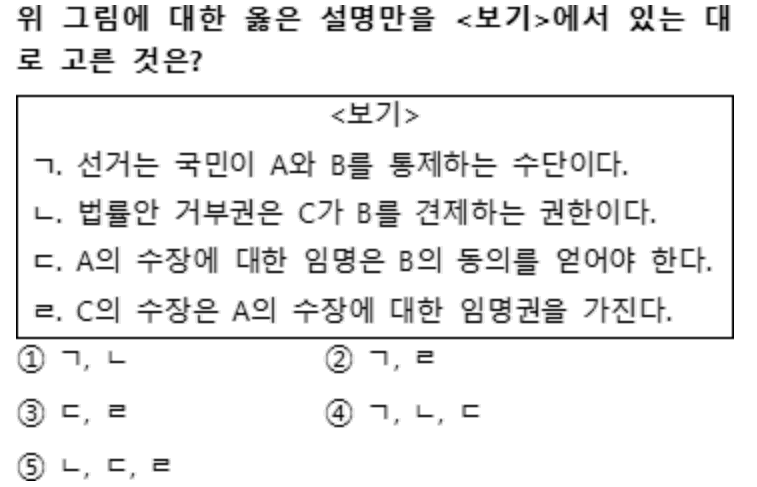 위 그림에 대한 옳은 설명만을 <보기>에서 있는 대
로 고른 것은?
<보기>
ㄱ. 선거는 국민이 A와 B를 통제하는 수단이다.
ㄴ. 법률안 거부권은 C가 B를 견제하는 권한이다.
ㄷ. A의 수장에 대한 임명은 B의 동의를 얻어야 한다.
ㄹ. C의 수장은 A의 수장에 대한 임명권을 가진다.
① ㄱ, ㄴ ② ㄱ, ㄹ
③ ㄷ, ㄹ ④ ㄱ, ㄴ, ㄷ
⑤ ㄴ, ㄷ, ㄹ